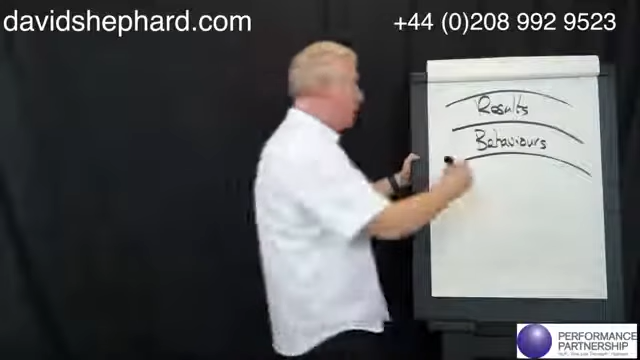 davidshephard.com
+44 (0)208 992 9523
Results
Behaviours
PERFORMANCE
PARTNERSHIP